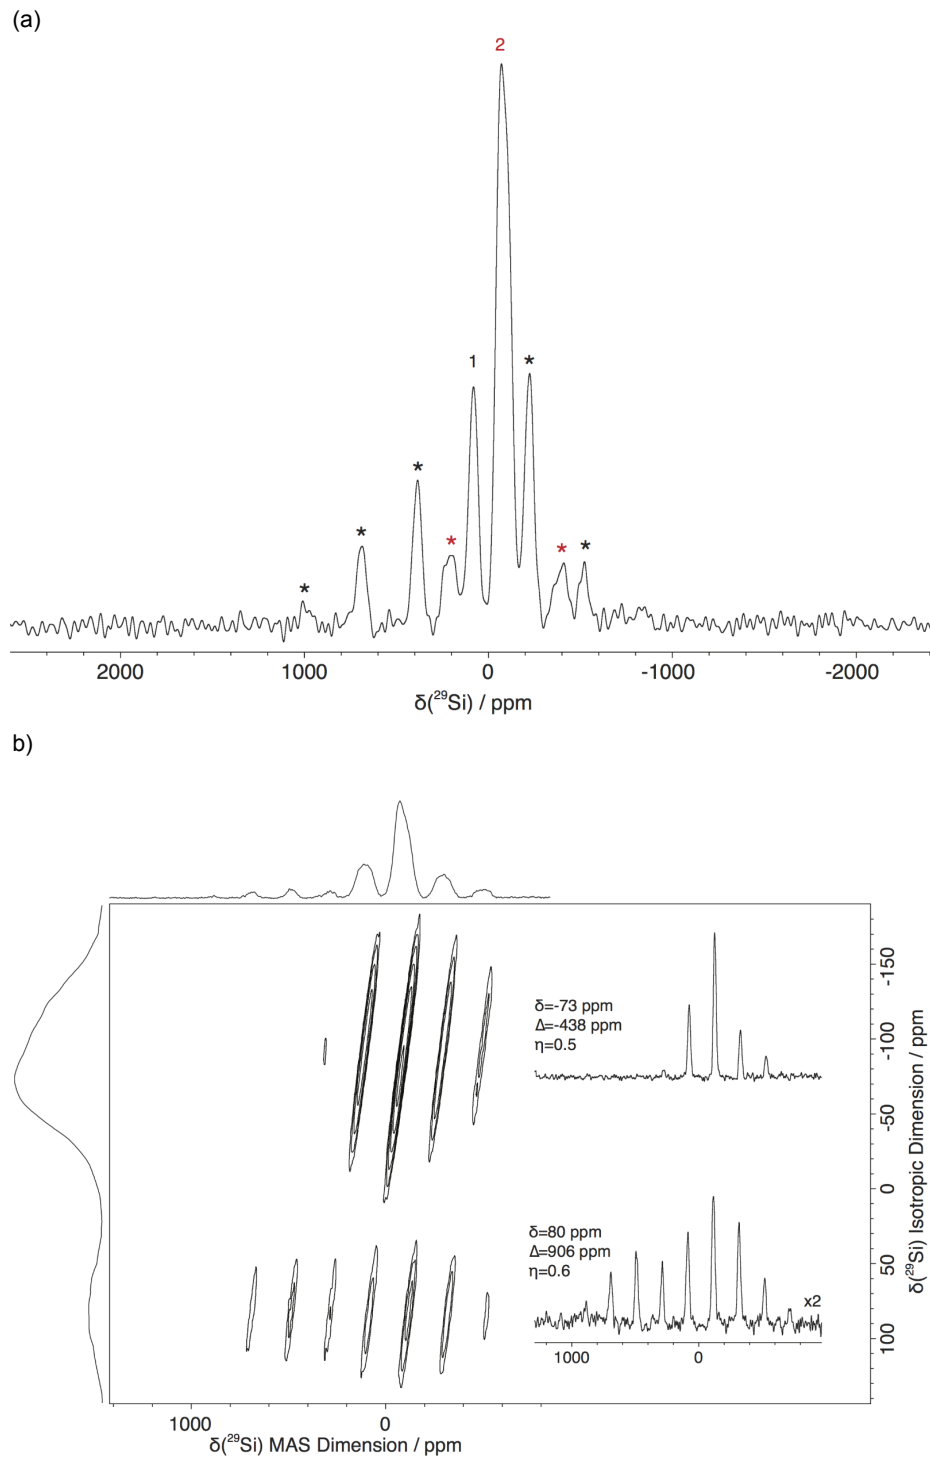 (a)
2
1
*
*
*
*
*
*
*
2000
1000
0
-1000
-2000
δ(²⁹Si) / ppm
b)
δ=-73 ppm
Δ=-438 ppm
η=0.5
δ=80 ppm
Δ=906 ppm
η=0.6
x2
1000
0
-150
-100
-50
0
50
100
δ(²⁹Si) Isotropic Dimension / ppm
1000
0
δ(²⁹Si) MAS Dimension / ppm